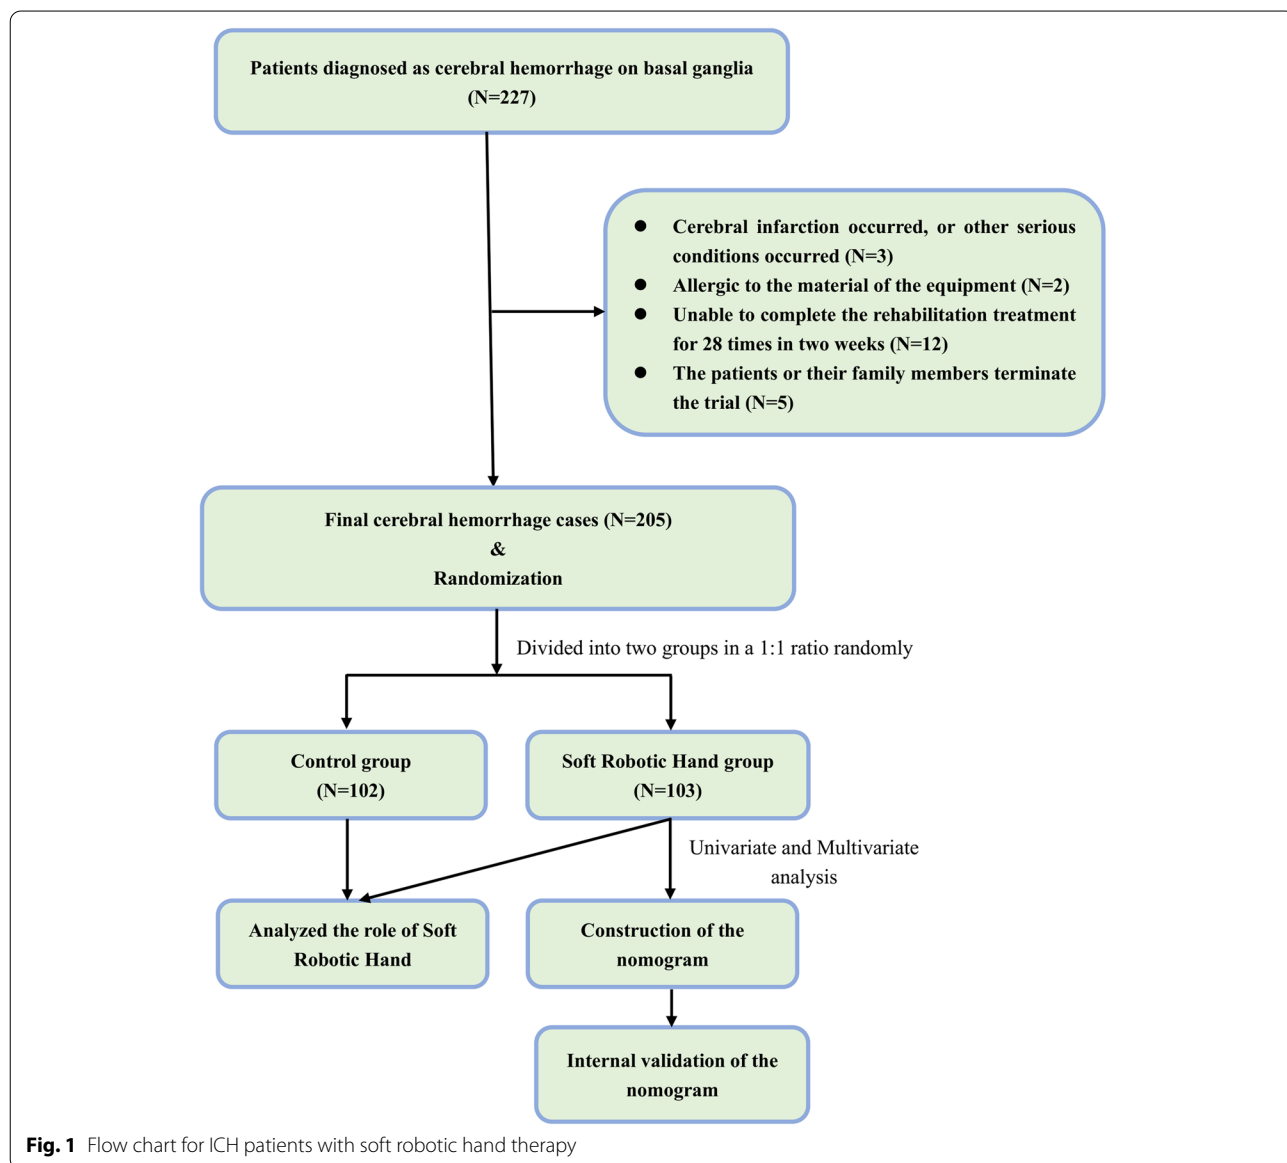 Patients diagnosed as cerebral hemorrhage on basal ganglia
(N=227)
● Cerebral infarction occurred, or other serious
conditions occurred (N=3)
● Allergic to the material of the equipment (N=2)
● Unable to complete the rehabilitation treatment
for 28 times in two weeks (N=12)
● The patients or their family members terminate
the trial (N=5)
Final cerebral hemorrhage cases (N=205)
&
Randomization
Divided into two groups in a 1:1 ratio randomly
Control group
(N=102)
Soft Robotic Hand group
(N=103)
Univariate and Multivariate
analysis
Analyzed the role of Soft
Robotic Hand
Construction of the
nomogram
Internal validation of the
nomogram
Fig. 1 Flow chart for ICH patients with soft robotic hand therapy